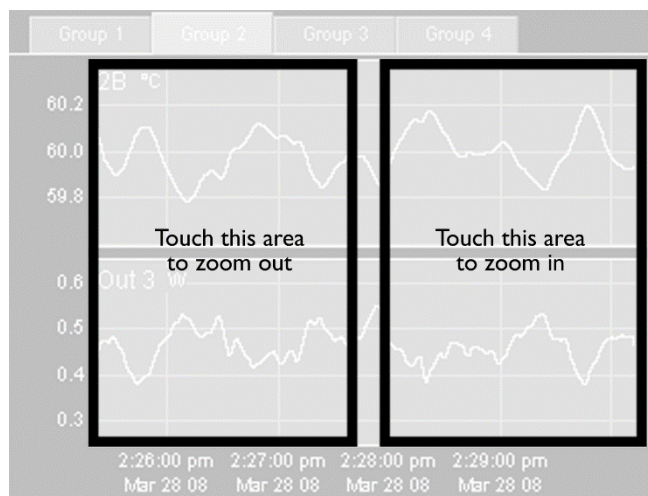 Group 1 Group 2 Group 3 Group 4
2B °C
60.2
60.0
59.8
Touch this area
to zoom out
Touch this area
to zoom in
Out 3 W
0.6
0.5
0.4
0.3
2:26:00 pm 2:27:00 pm 2:28:00 pm 2:29:00 pm
Mar 28 08 Mar 28 08 Mar 28 08 Mar 28 08